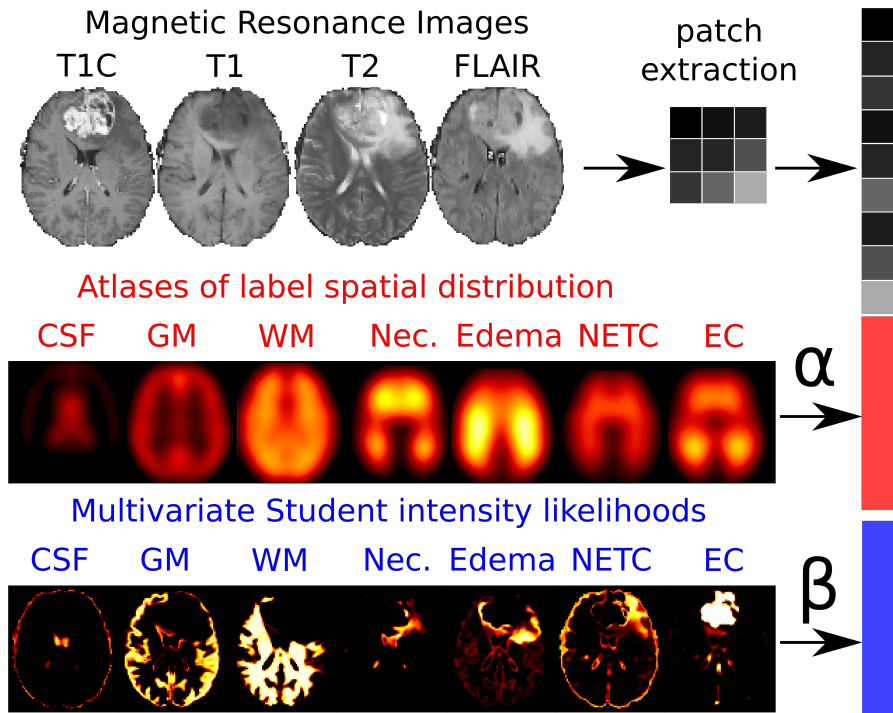 Magnetic Resonance Images
T1C T1 T2 FLAIR
patch
extraction
Atlases of label spatial distribution
CSF GM WM Nec. Edema NETC EC
α
Multivariate Student intensity likelihoods
CSF GM WM Nec. Edema NETC EC
β